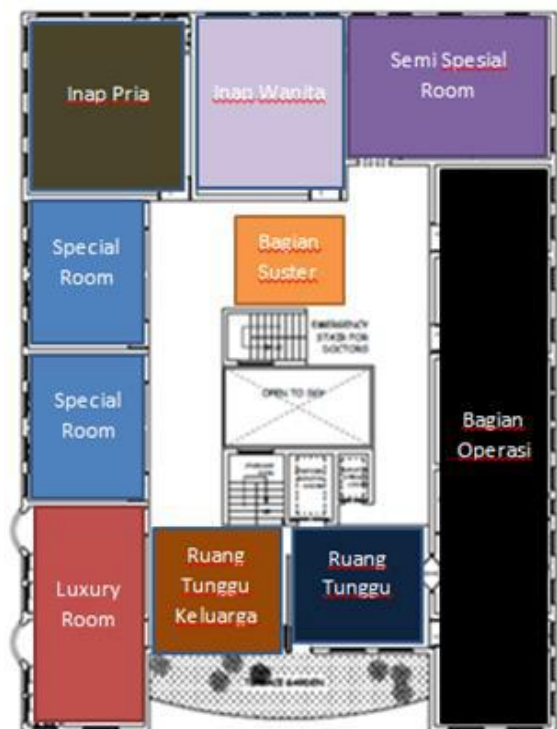 Inap Pria
Inap Wanita
Semi Spesial
Room
Special
Room
Bagian
Suster
EMERGENCY
STAIR FOR
DOCTORS
Special
Room
OPEN TO SKY
Bagian
Operasi
Luxury
Room
Ruang
Tunggu
Keluarga
Ruang
Tunggu
GARDEN